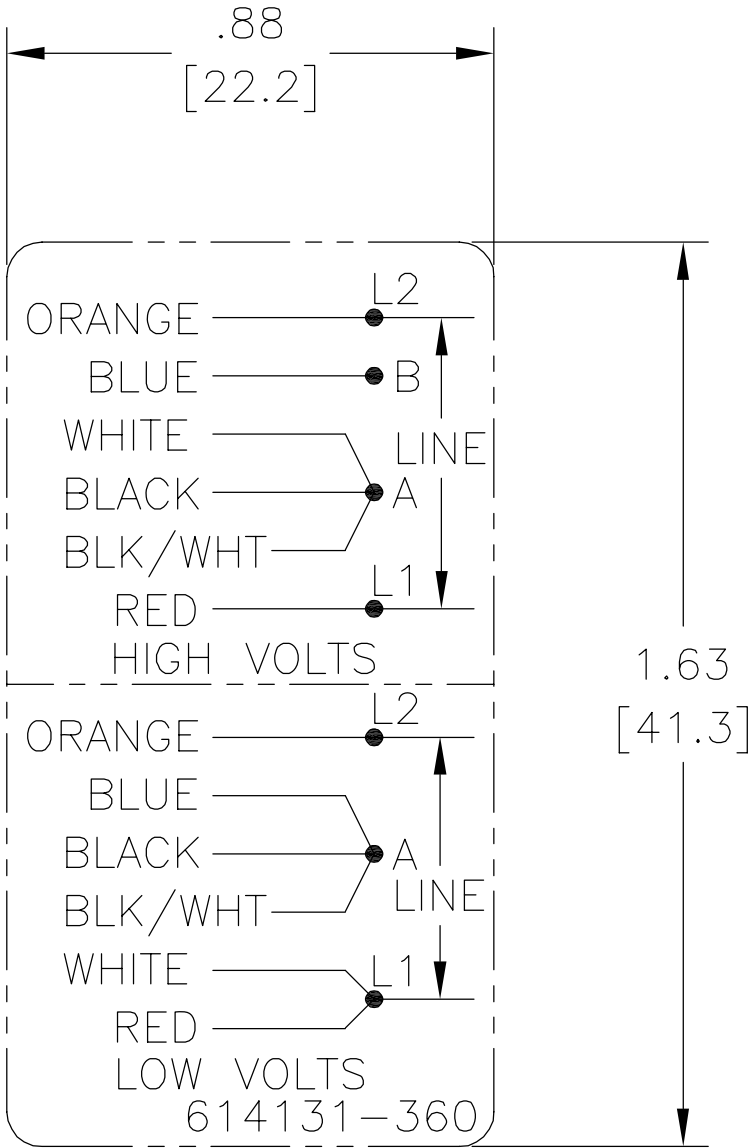 .88
[22.2]
L2
ORANGE
BLUE B
WHITE
LINE
BLACK A
BLK/WHT
L1
RED
HIGH VOLTS
1.63
[41.3]
L2
ORANGE
BLUE
BLACK A
LINE
BLK/WHT
WHITE L1
RED
LOW VOLTS
614131-360